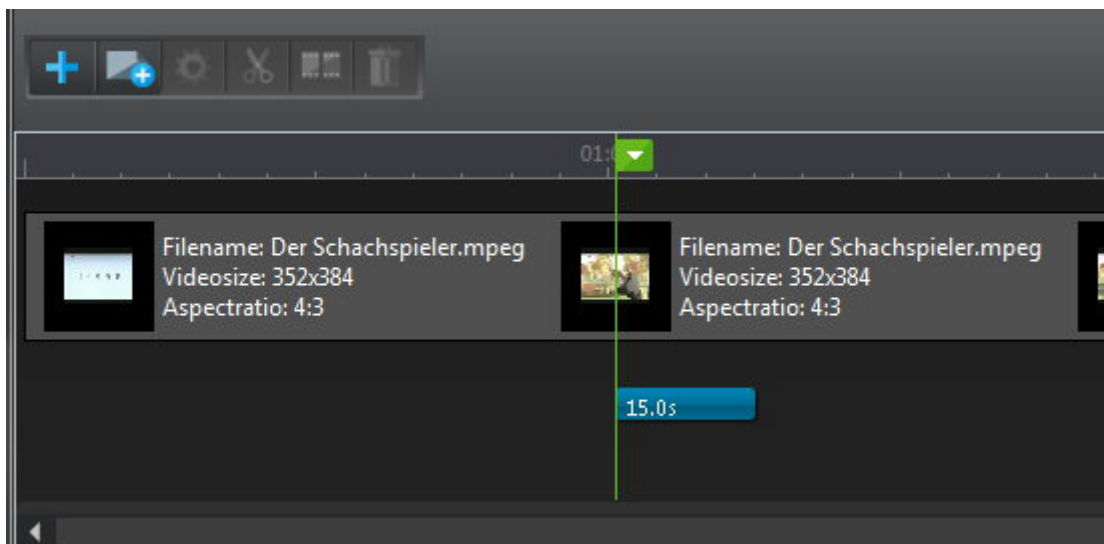 01:
Filename: Der Schachspieler.mpeg
Videosize: 352x384
Aspectratio: 4:3
Filename: Der Schachspieler.mpeg
Videosize: 352x384
Aspectratio: 4:3
15.0s